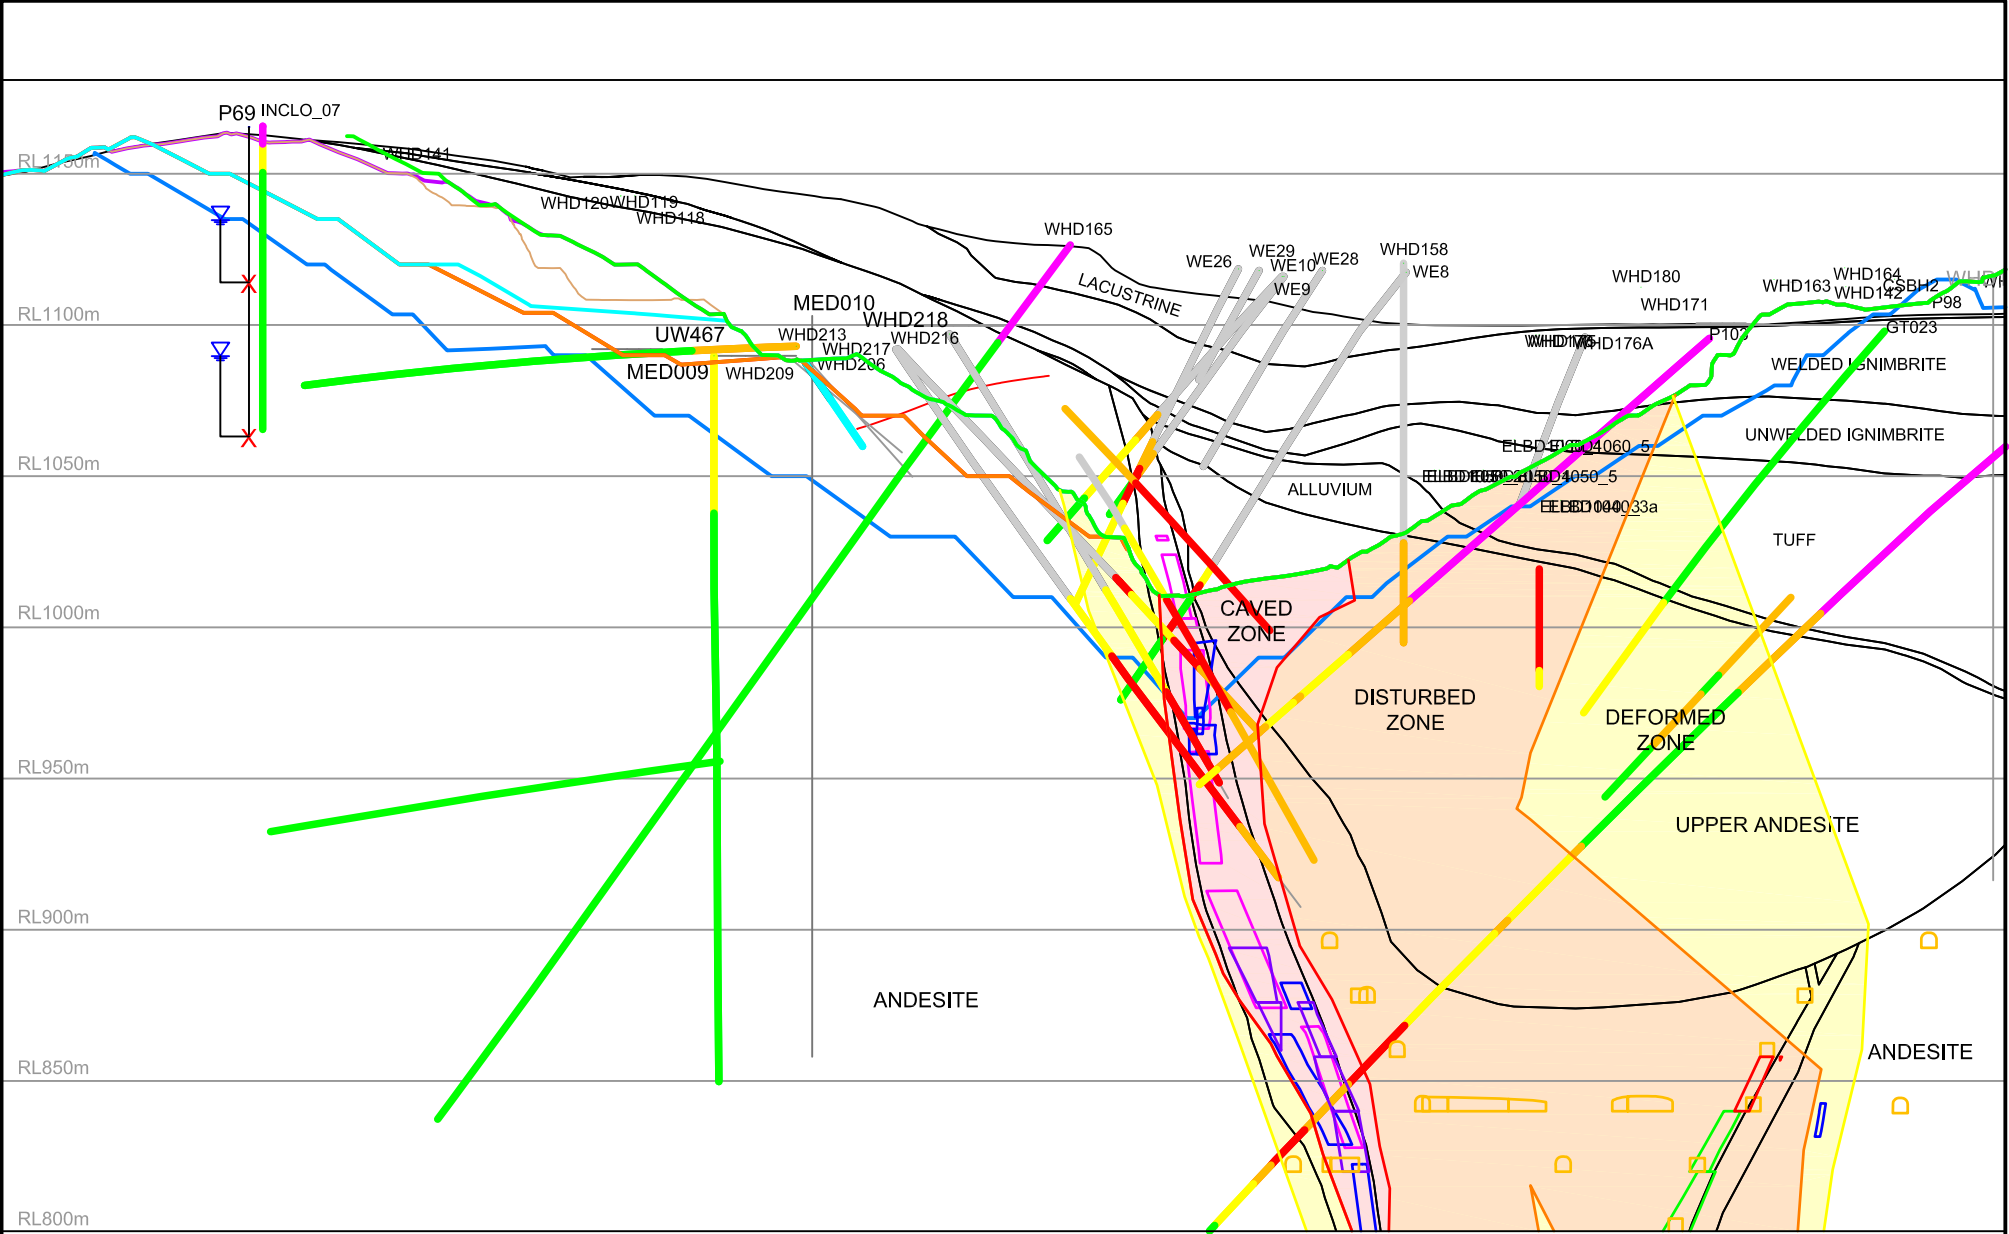 P69 INCLO_07
RL1150m
WHD141
WHD120 WHD119
WHD118
WHD165
WE26
WE29
WE10
WE28
WE9
WHD158
WE8
LACUSTRINE
WHD180
WHD171
WHD163
WHD164
WHD142
CSBH2
P98
RL1100m
MED010
WHD218
UW467
WHD213
WHD216
WHD217
WHD206
MED009
WHD209
WHD176A
P103
GT023
WELDED IGNIMBRITE
UNWELDED IGNIMBRITE
RL1050m
ALLUVIUM
TUFF
RL1000m
CAVED
ZONE
DISTURBED
ZONE
DEFORMED
ZONE
RL950m
UPPER ANDESITE
RL900m
ANDESITE
ANDESITE
RL850m
RL800m